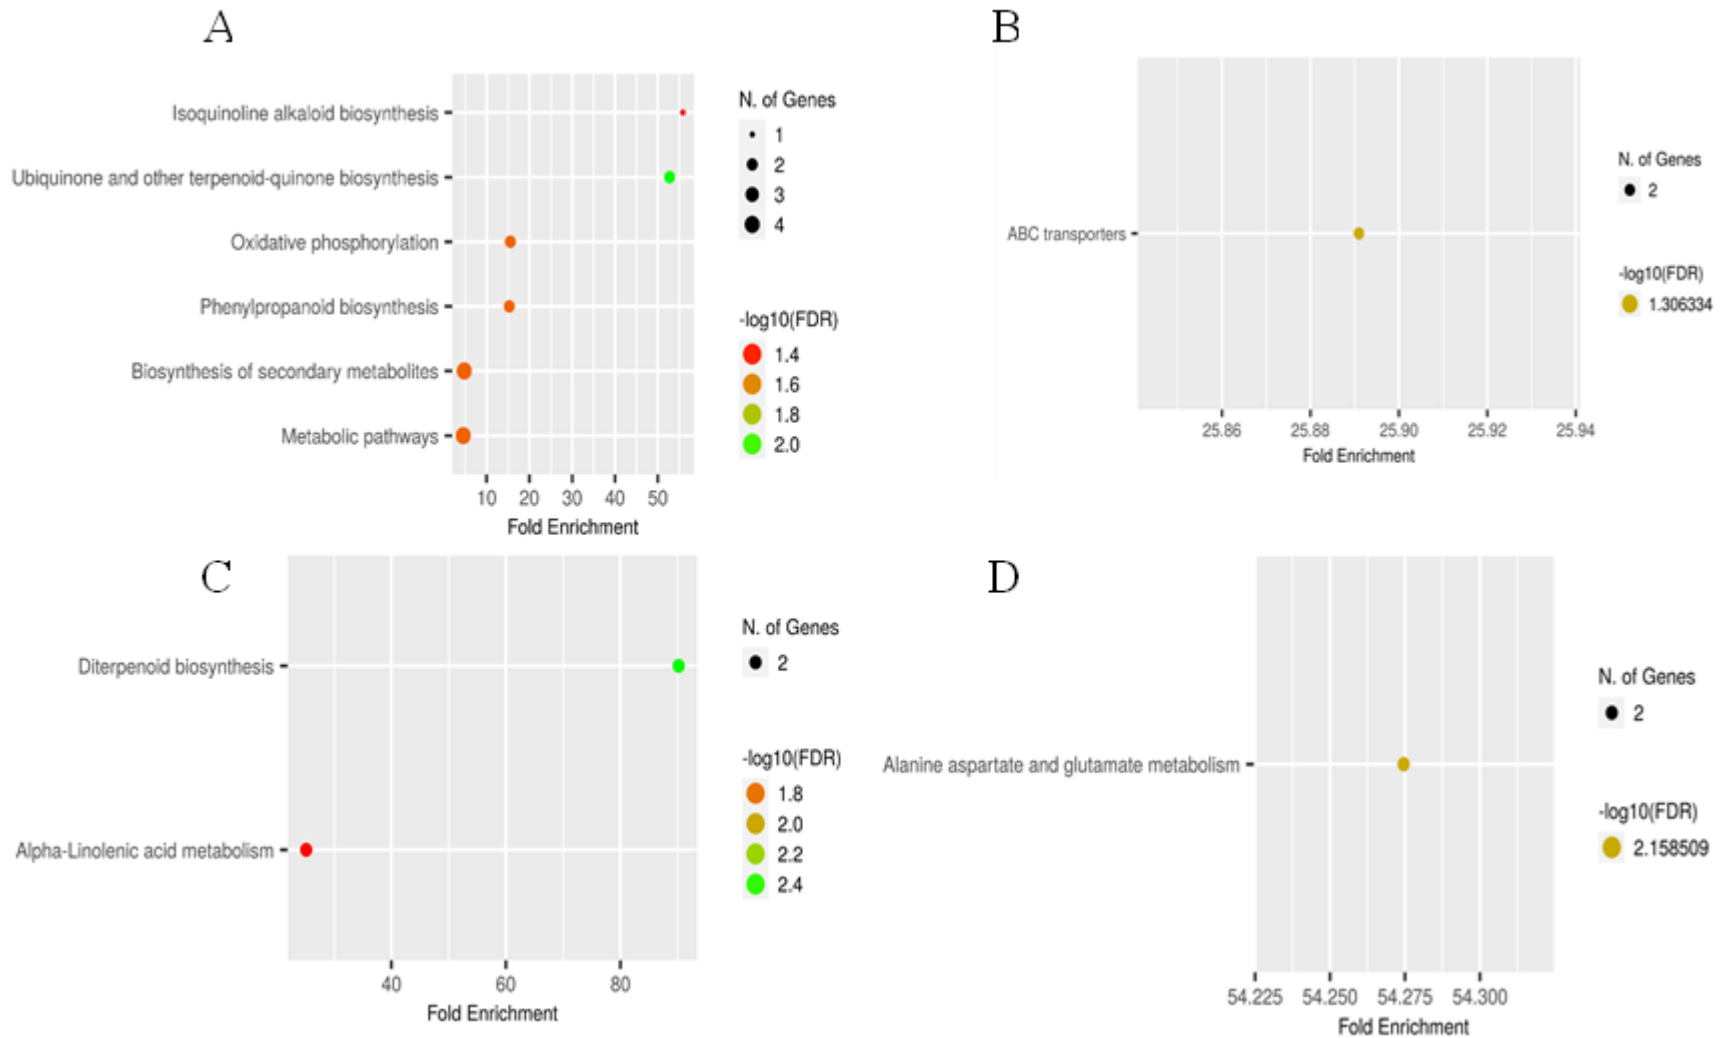 A
Isoquinoline alkaloid biosynthesis
Ubiquinone and other terpenoid-quinone biosynthesis
Oxidative phosphorylation
Phenylpropanoid biosynthesis
Biosynthesis of secondary metabolites
Metabolic pathways
10 20 30 40 50
Fold Enrichment
N. of Genes
1
2
3
4
-log10(FDR)
1.4
1.6
1.8
2.0
B
ABC transporters
25.86 25.88 25.90 25.92 25.94
Fold Enrichment
N. of Genes
2
-log10(FDR)
1.306334
C
Diterpenoid biosynthesis
Alpha-Linolenic acid metabolism
40 60 80
Fold Enrichment
N. of Genes
2
-log10(FDR)
1.8
2.0
2.2
2.4
D
Alanine aspartate and glutamate metabolism
54.225 54.250 54.275 54.300
Fold Enrichment
N. of Genes
2
-log10(FDR)
2.158509